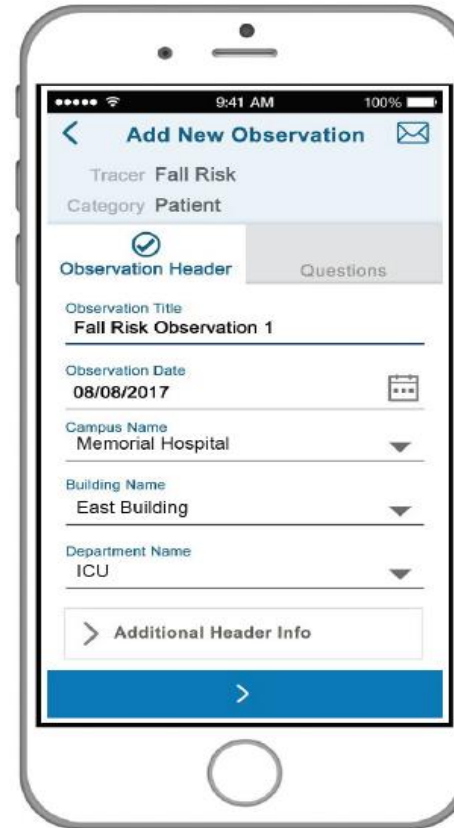 9:41 AM 100%
Add New Observation
Tracer Fall Risk
Category Patient
Observation Header
Questions
Observation Title
Fall Risk Observation 1
Observation Date
08/08/2017
Campus Name
Memorial Hospital
Building Name
East Building
Department Name
ICU
Additional Header Info